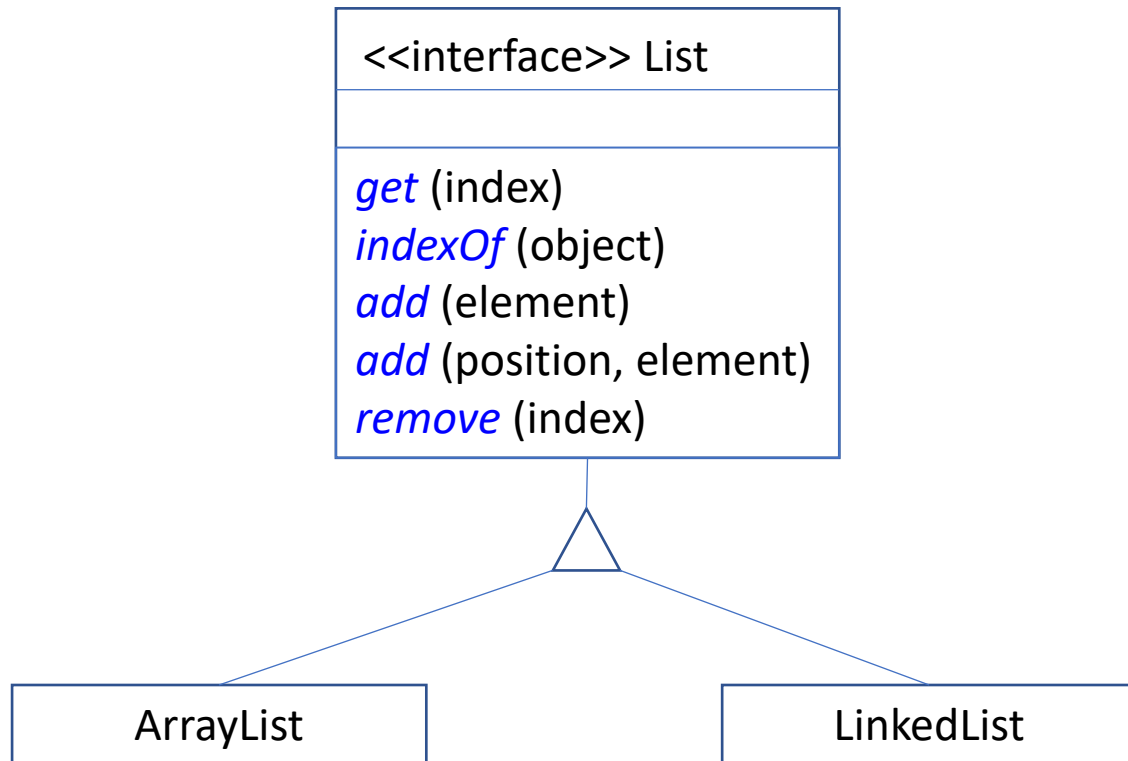 <<interface>> List
get (index)
indexOf (object)
add (element)
add (position, element)
remove (index)
ArrayList
LinkedList